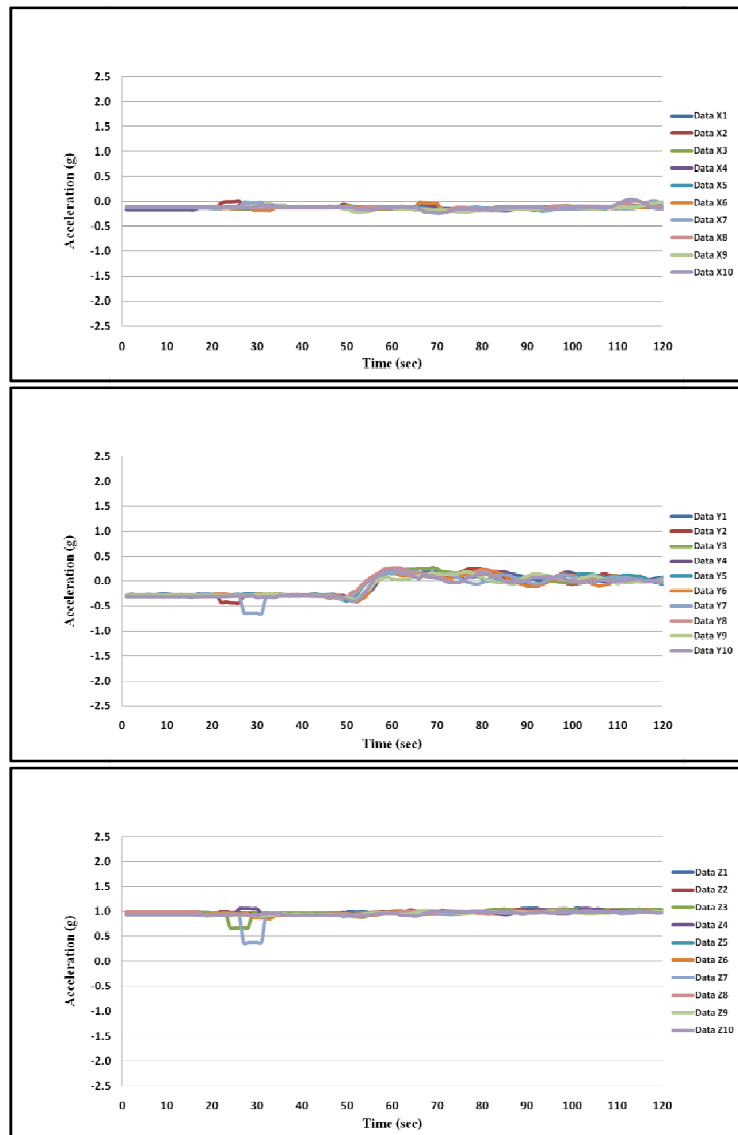 2.5
2.0
1.5
1.0
0.5
0.0
-0.5
-1.0
-1.5
-2.0
-2.5
Acceleration (g)
0 10 20 30 40 50 60 70 80 90 100 110 120
Time (sec)
Data X1
Data X2
Data X3
Data X4
Data X5
Data X6
Data X7
Data X8
Data X9
Data X10
2.5
2.0
1.5
1.0
0.5
0.0
-0.5
-1.0
-1.5
-2.0
-2.5
Acceleration (g)
0 10 20 30 40 50 60 70 80 90 100 110 120
Time (sec)
Data Y1
Data Y2
Data Y3
Data Y4
Data Y5
Data Y6
Data Y7
Data Y8
Data Y9
Data Y10
2.5
2.0
1.5
1.0
0.5
0.0
-0.5
-1.0
-1.5
-2.0
-2.5
Acceleration (g)
0 10 20 30 40 50 60 70 80 90 100 110 120
Time (sec)
Data Z1
Data Z2
Data Z3
Data Z4
Data Z5
Data Z6
Data Z7
Data Z8
Data Z9
Data Z10